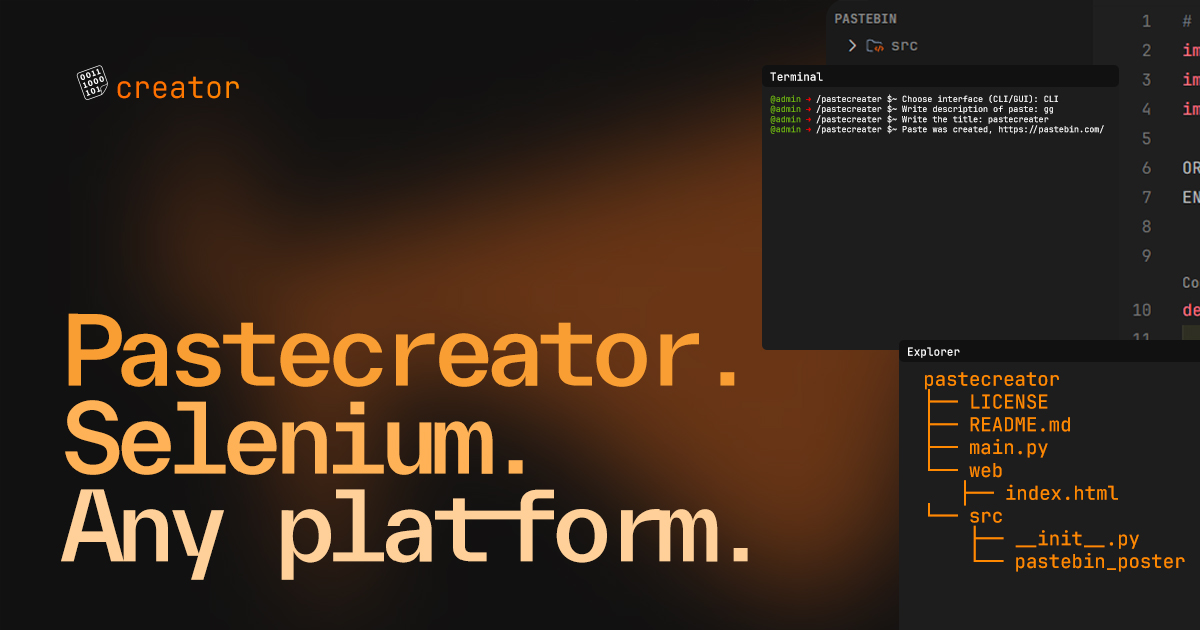 0011
1000
101
creator
Pastecreator.
Selenium.
Any platform.
PASTEBIN
src
Terminal
@admin → /pastecreater $~ Choose interface (CLI/GUI): CLI
@admin → /pastecreater $~ Write description of paste: gg
@admin → /pastecreater $~ Write the title: pastecreater
@admin → /pastecreater $~ Paste was created, https://pastebin.com/
1 #
2 im
3 im
4 im
5
6 OR
7 EN
8
9
Co
10 de
11
Explorer
pastecreator
LICENSE
README.md
main.py
web
index.html
src
__init__.py
pastebin_poster